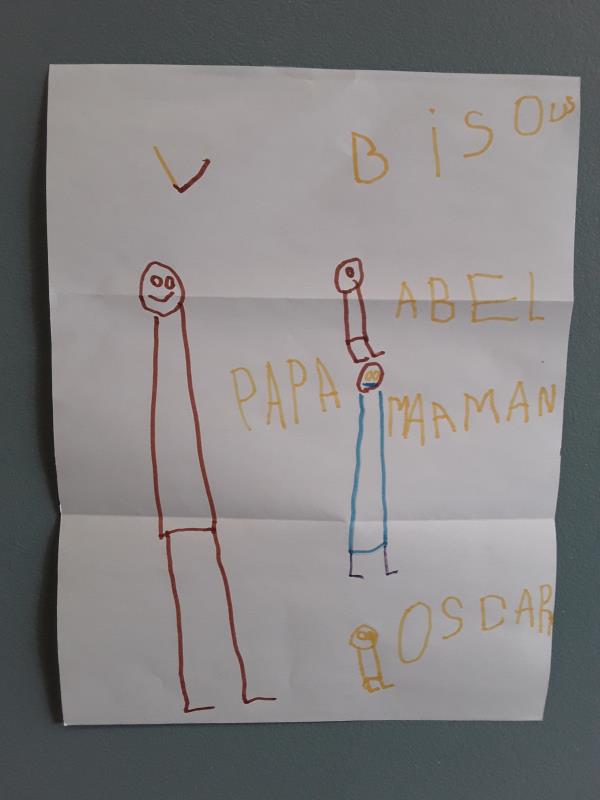 V BiSOUS
ABEL
PAPA MAAMAN
OSCAR